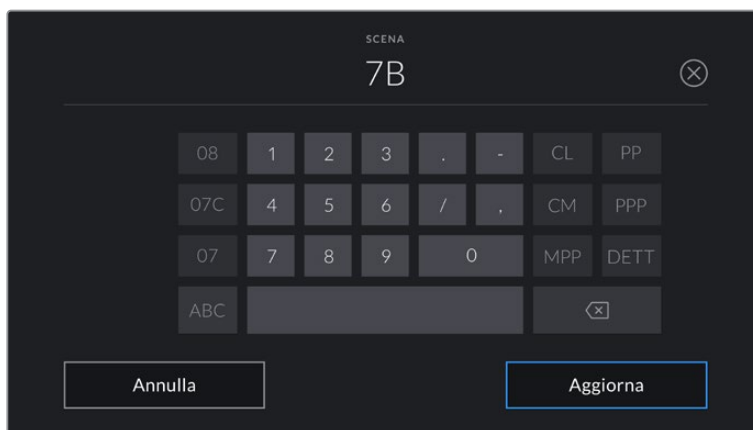 SCENA
7B
08 1 2 3 . - CL PP
07C 4 5 6 / , CM PPP
07 7 8 9 0 MPP DETT
ABC
Annulla Aggiorna